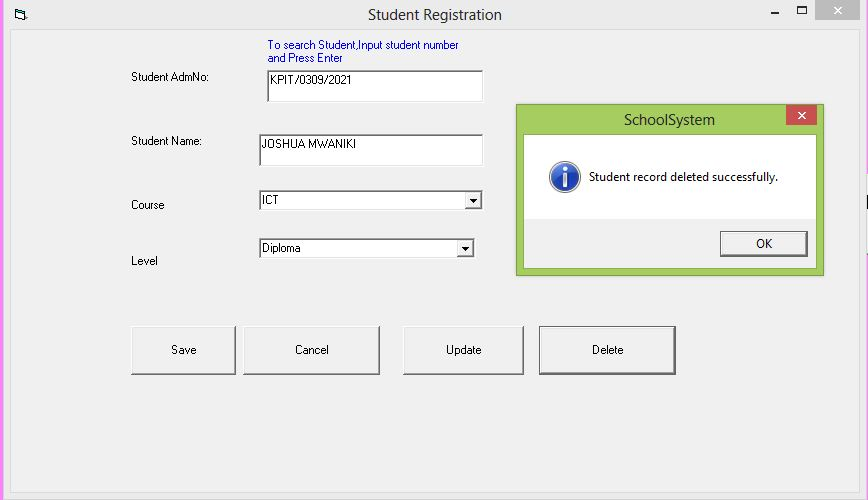 Student Registration
To search Student,Input student number
and Press Enter
Student AdmNo:
KPIT/0309/2021
SchoolSystem
Student Name:
JOSHUA MWANIKI
Student record deleted successfully.
Course
ICT
OK
Level
Diploma
Save
Cancel
Update
Delete